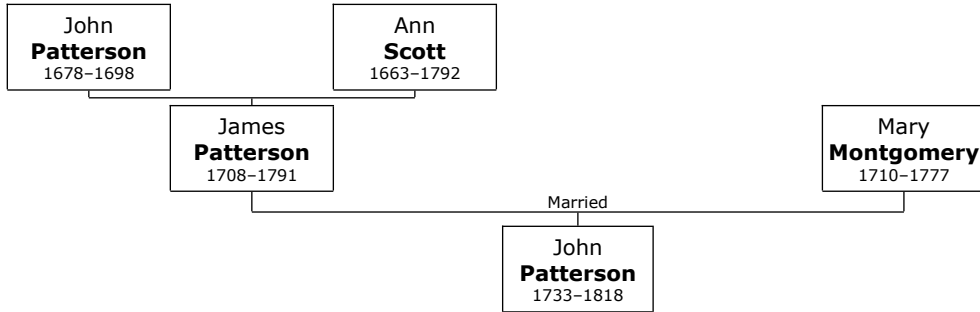 John
Patterson
1678–1698
Ann
Scott
1663–1792
James
Patterson
1708–1791
Mary
Montgomery
1710–1777
Married
John
Patterson
1733–1818